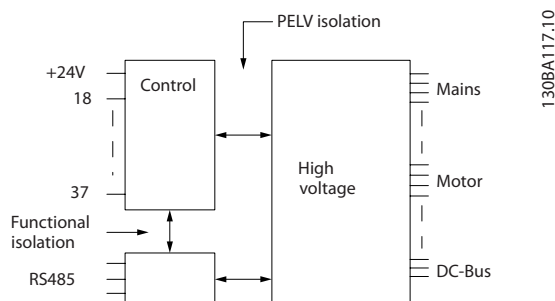 PELV isolation
130BA117.10
+24V
Control
18
Mains
High
voltage
37
Motor
Functional
isolation
RS485
DC-Bus